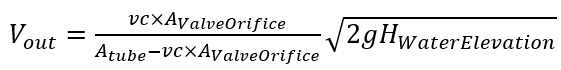 V_out = (vc×A_ValveOrifice)/(A_tube−vc×A_ValveOrifice) √(2gH_WaterElevation)